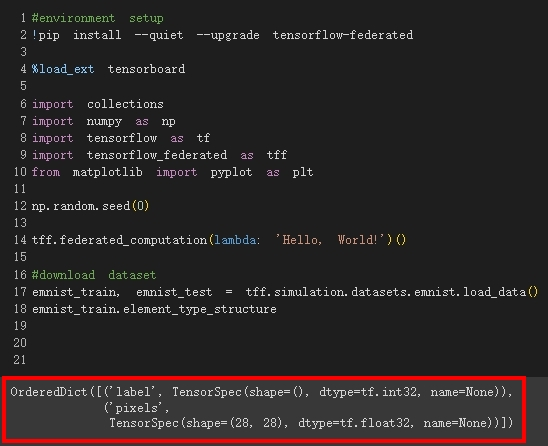 1 #environment setup
2 !pip install --quiet --upgrade tensorflow-federated
3
4 %load_ext tensorboard
5
6 import collections
7 import numpy as np
8 import tensorflow as tf
9 import tensorflow_federated as tff
10 from matplotlib import pyplot as plt
11
12 np.random.seed(0)
13
14 tff.federated_computation(lambda: 'Hello, World!')()
15
16 #download dataset
17 emnist_train, emnist_test = tff.simulation.datasets.emnist.load_data()
18 emnist_train.element_type_structure
19
20
21
OrderedDict([('label', TensorSpec(shape=(), dtype=tf.int32, name=None)),
('pixels',
TensorSpec(shape=(28, 28), dtype=tf.float32, name=None))])